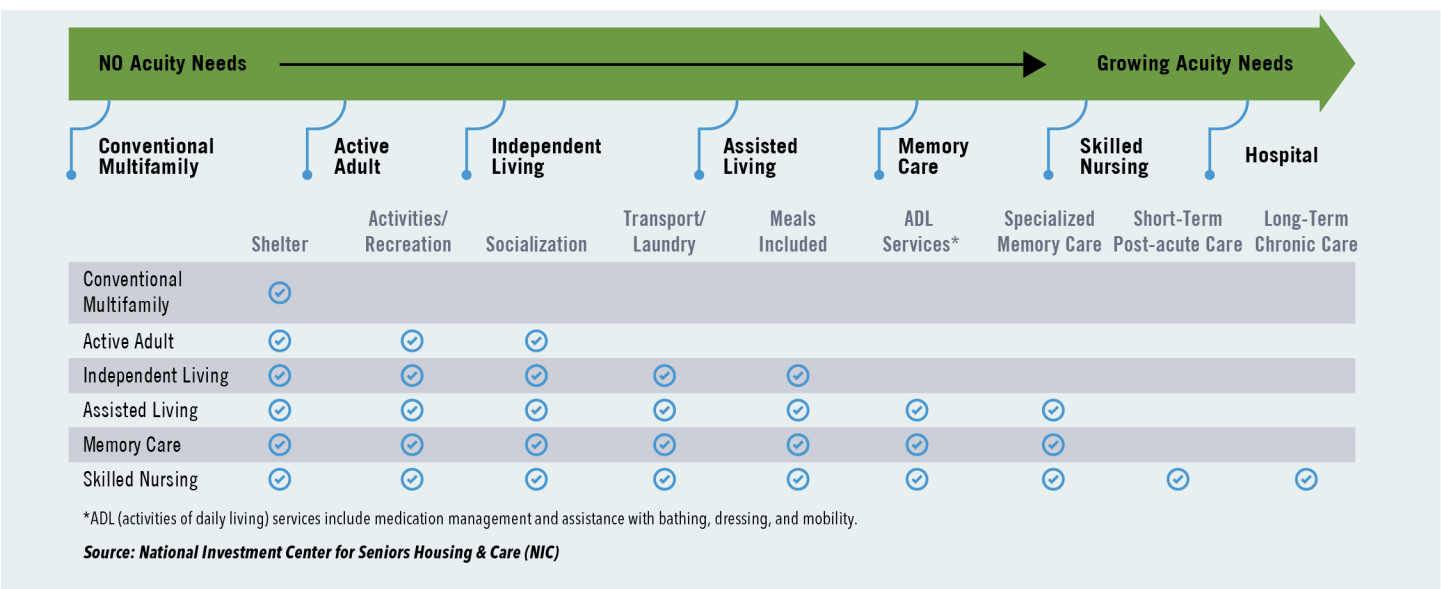 NO Acuity Needs
Growing Acuity Needs
Conventional
Multifamily
Active
Adult
Independent
Living
Assisted
Living
Memory
Care
Skilled
Nursing
Hospital
Shelter
Activities/
Recreation
Socialization
Transport/
Laundry
Meals
Included
ADL
Services*
Specialized
Memory Care
Short-Term
Post-acute Care
Long-Term
Chronic Care
Conventional
Multifamily
Active Adult
Independent Living
Assisted Living
Memory Care
Skilled Nursing
*ADL (activities of daily living) services include medication management and assistance with bathing, dressing, and mobility.
Source: National Investment Center for Seniors Housing & Care (NIC)